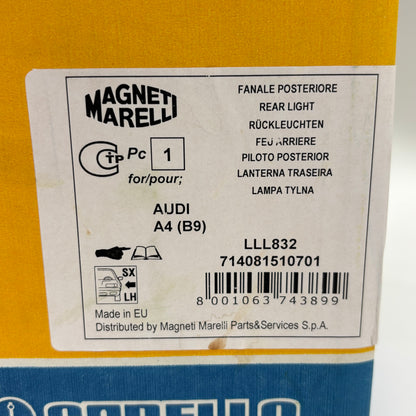 MAGNETI
MARELLI
FANALE POSTERIORE
REAR LIGHT
RÜCKLEUCHTEN
FEU ARRIERE
PILOTO POSTERIOR
LANTERNA TRASEIRA
LAMPA TYLNA
CTP Pc 1
for/pour;
AUDI
A4 (B9)
LLL832
714081510701
SX
LH
8 001063 743899
Made in EU
Distributed by Magneti Marelli Parts&Services S.p.A.
CARELLO